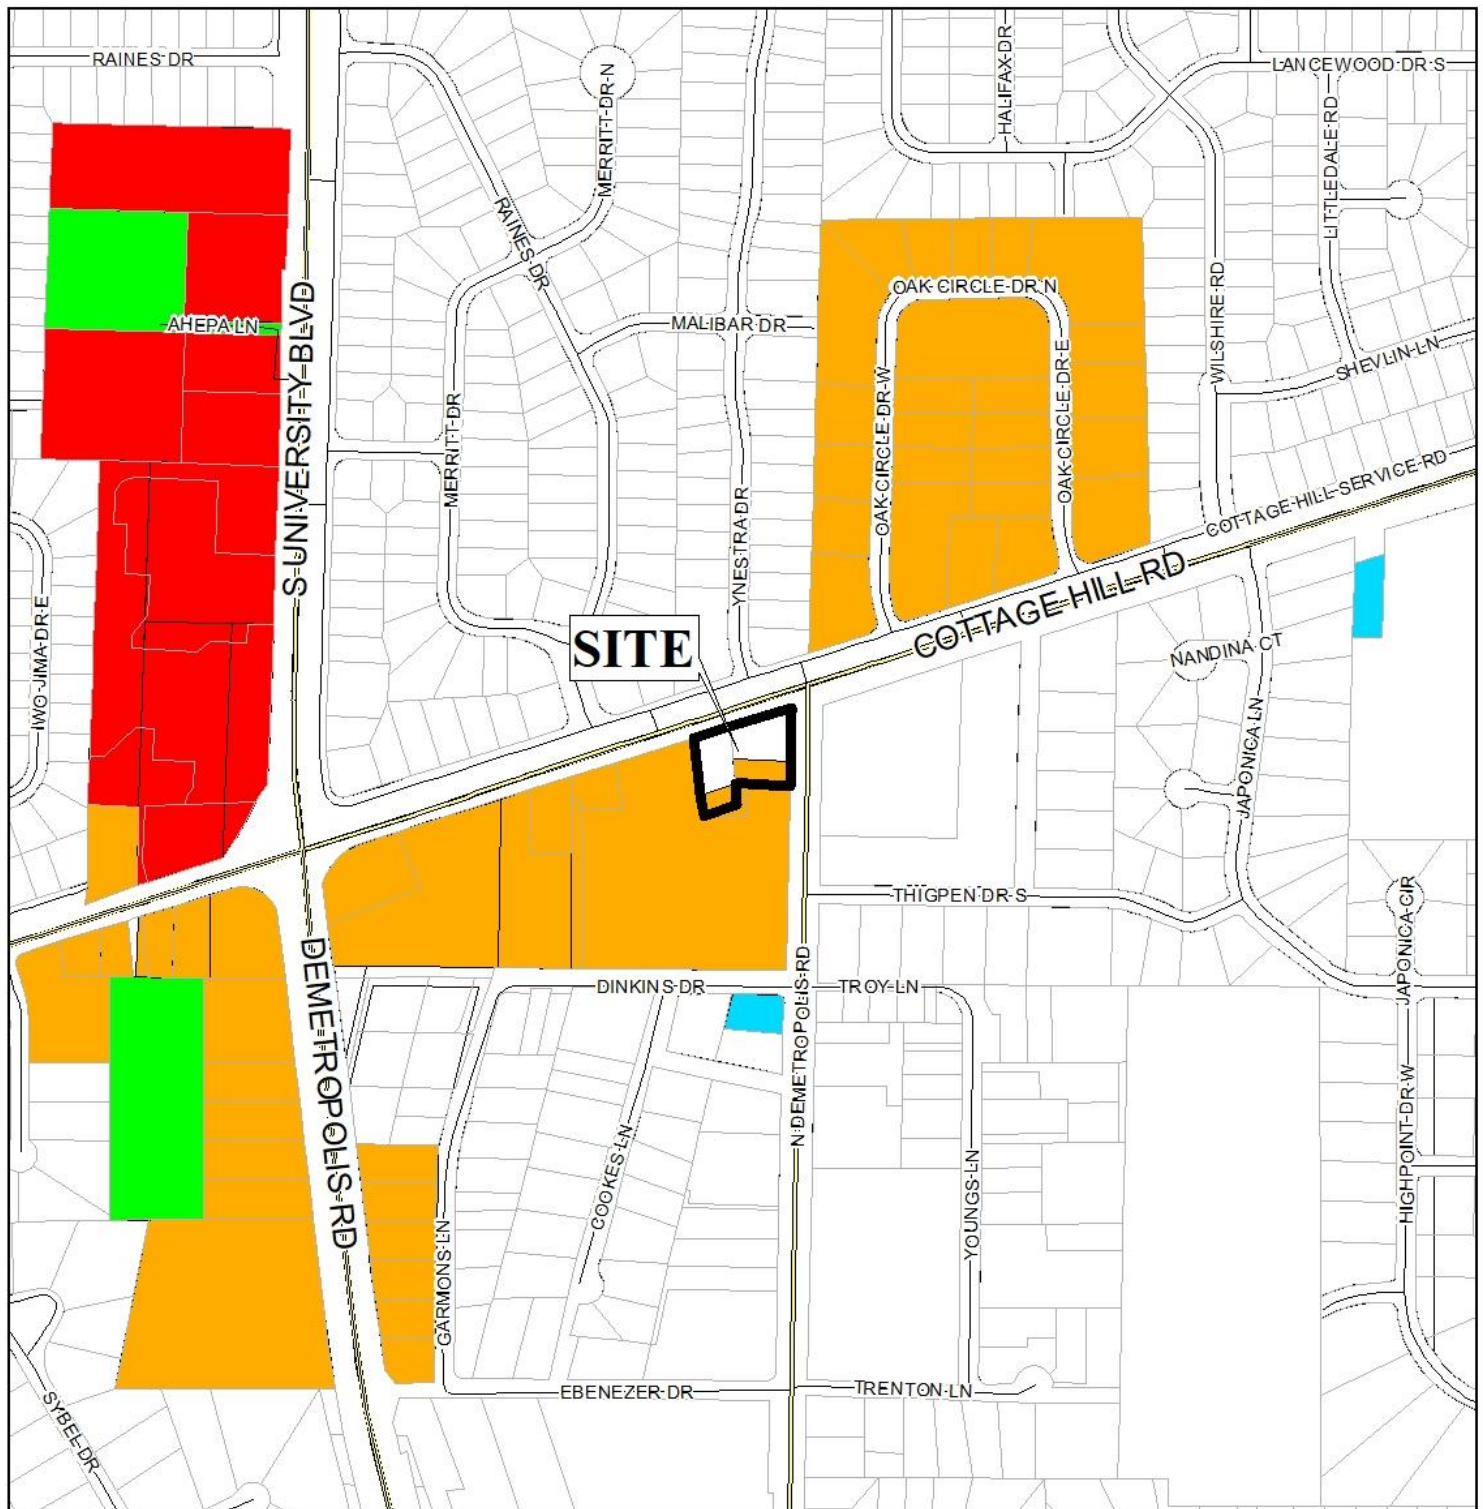 RAINES DR
LANCEWOOD DR S
HALIFAX DR
MERRITT DR N
LITTLEDALE RD
RAINES DR
WILSHIRE RD
OAK CIRCLE DR N
AHEPA LN
MALIBAR DR
S UNIVERSITY BLVD
SHEVLIN LN
OAK CIRCLE DR W
OAK CIRCLE DR E
MERRITT DR
YNESTRA DR
COTTAGE HILL SERVICE RD
COTTAGE HILL RD
SITE
IWO JIMA DR E
NANDINA CT
JAPONICA LN
THIGPEN DR S
JAPONICA CIR
DEMETROPOLIS RD
DINKINS DR
TROY LN
N DEMETROPOLIS RD
COOKES LN
YOUNGS LN
HIGHPOINT DR W
GARMONS LN
EBENEZER DR
TRENTON LN
SYBEL DR